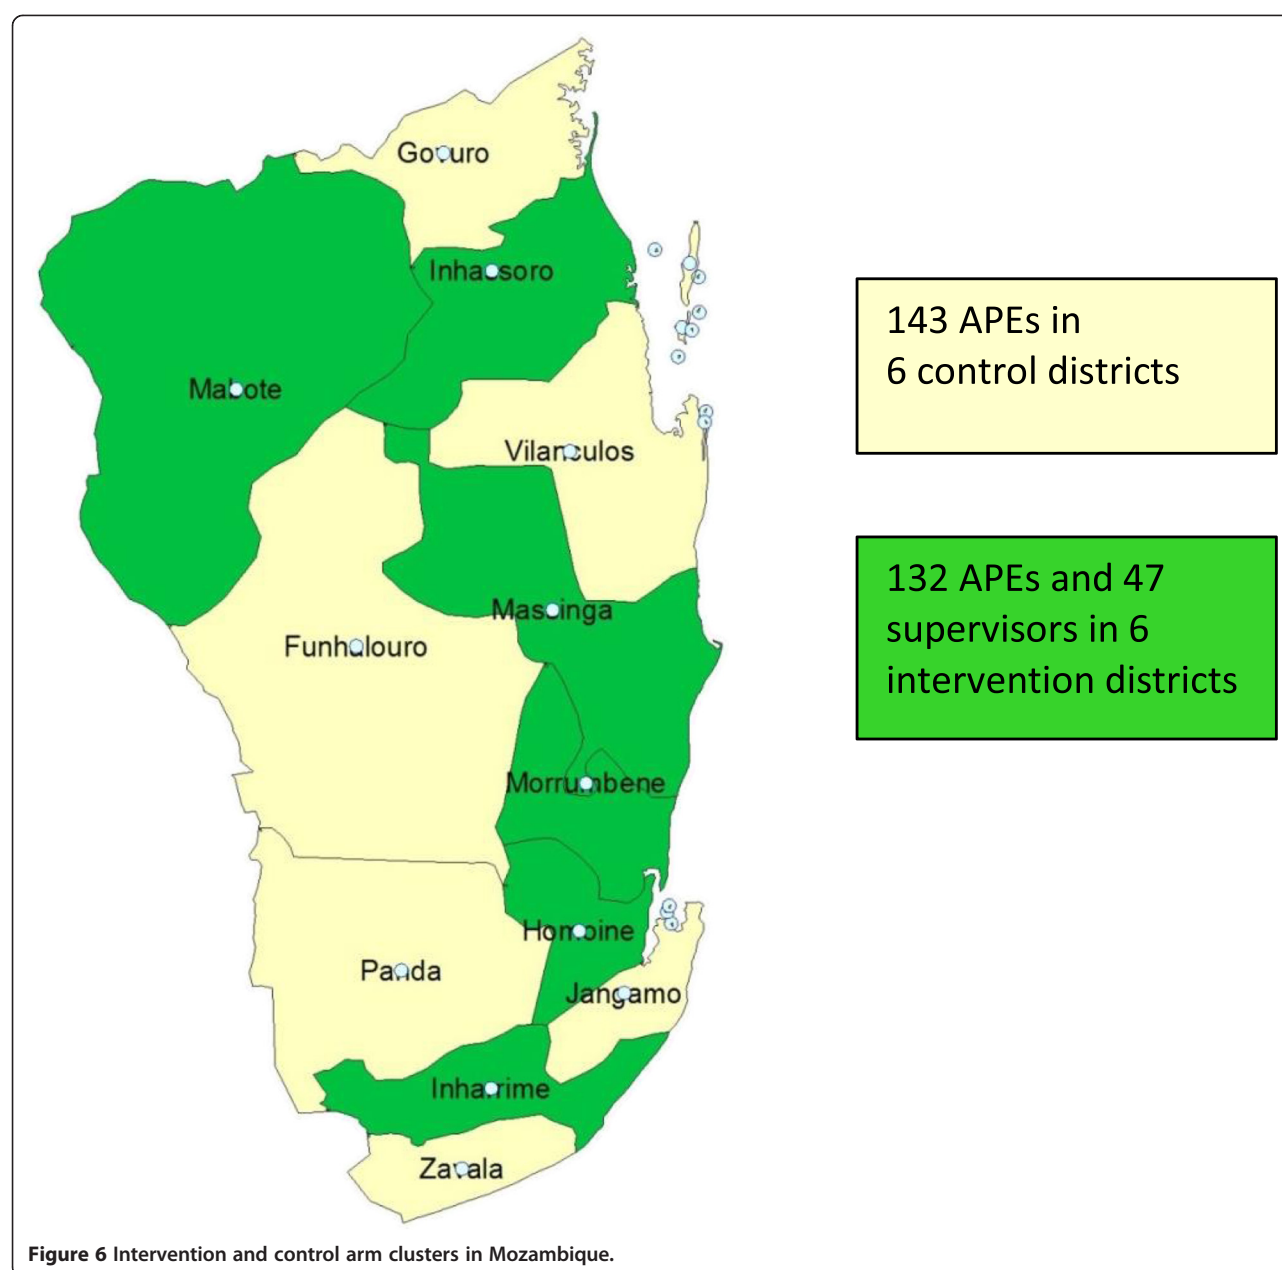 Govuro
Inhassoro
Mabote
Vilanculos
Massinga
Funhalouro
Morrumbene
Homoine
Panda
Jangamo
Inharrime
Zavala
143 APEs in
6 control districts
132 APEs and 47
supervisors in 6
intervention districts
Figure 6 Intervention and control arm clusters in Mozambique.